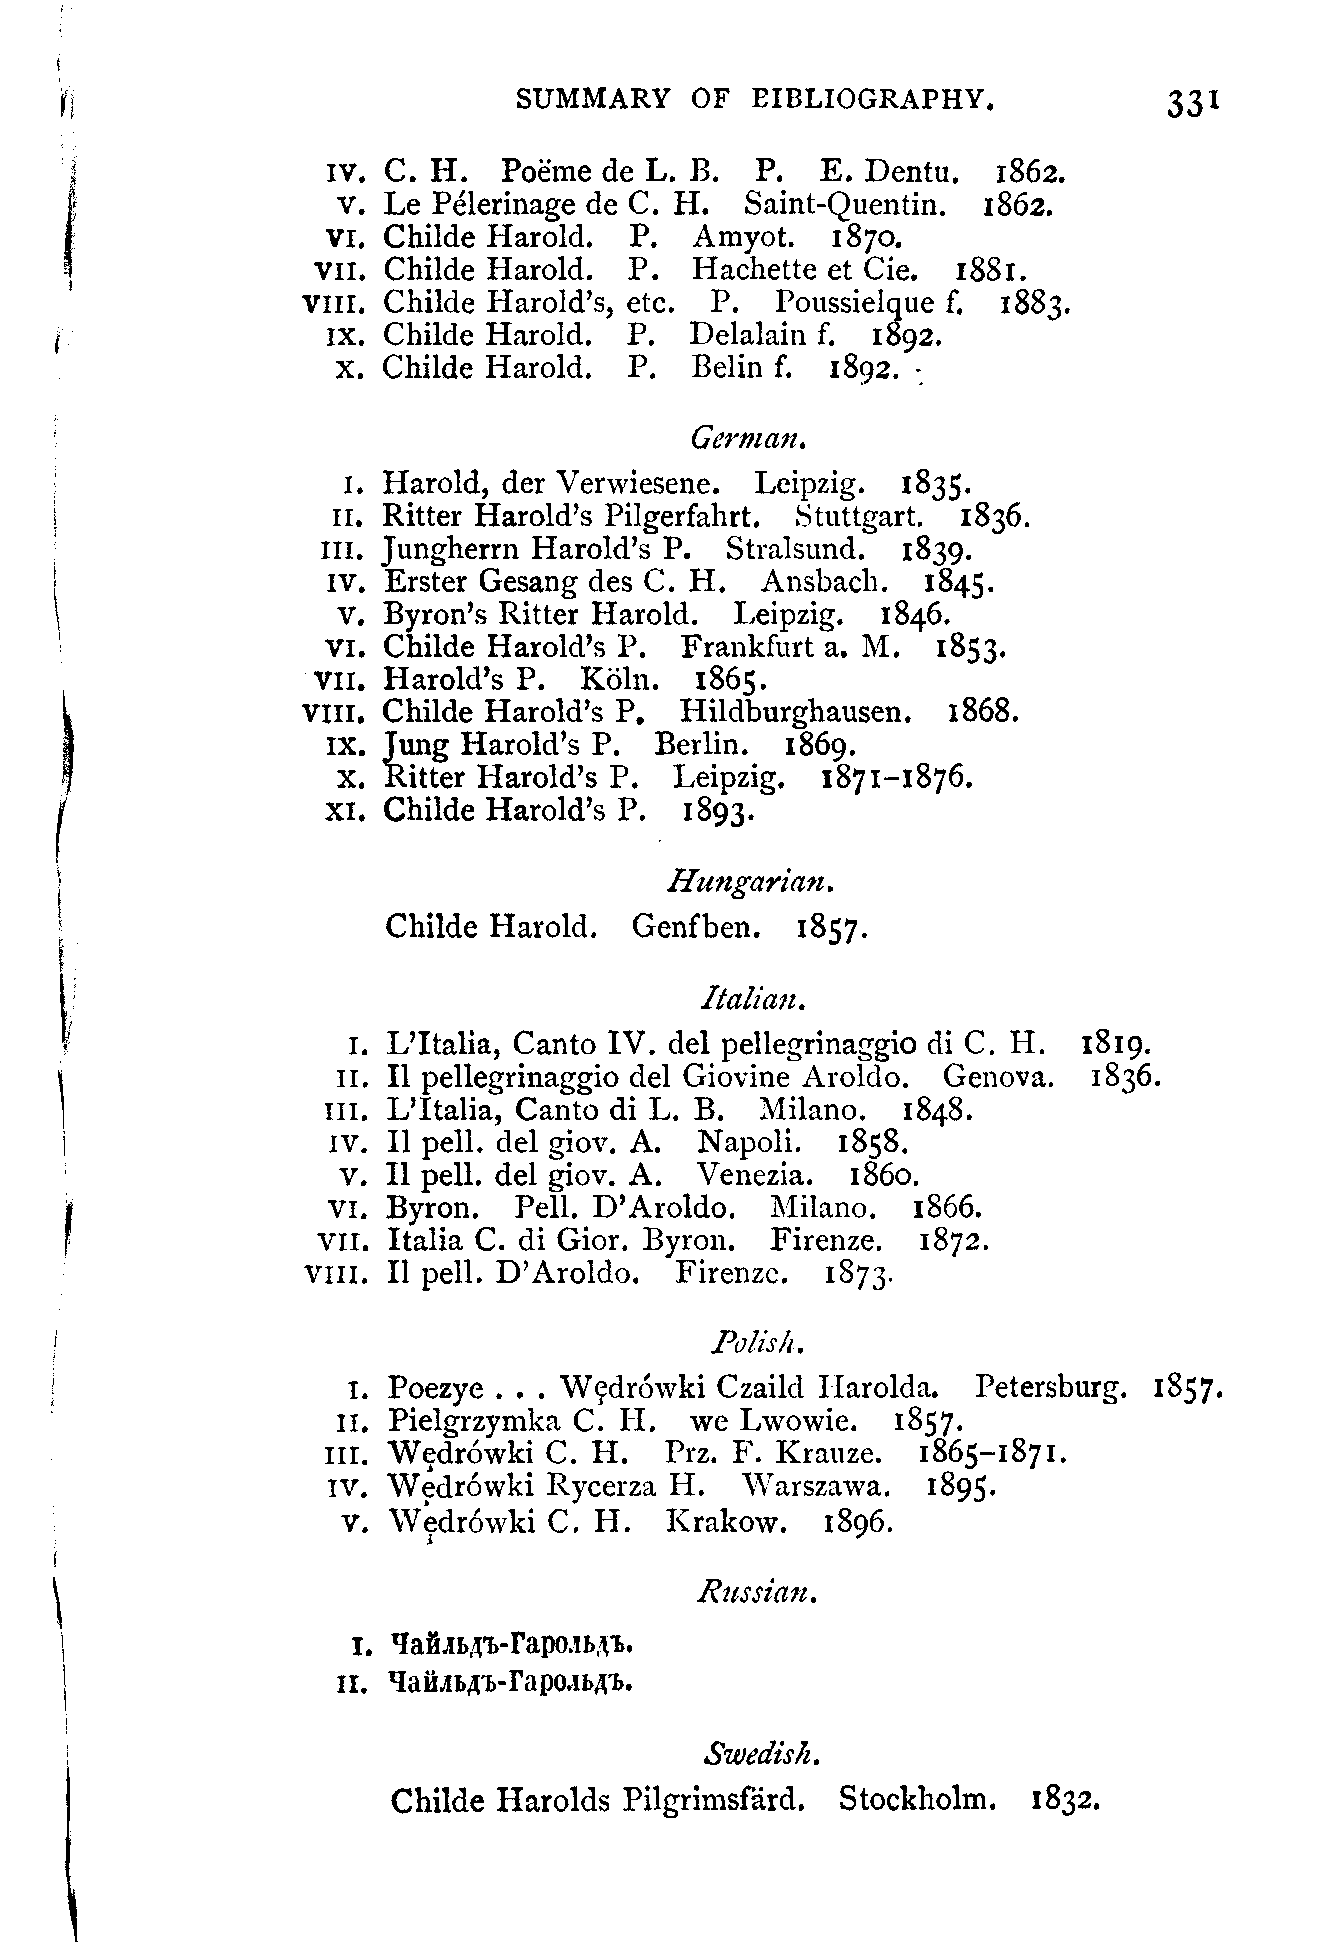 SUMMARY OF BIBLIOGRAPHY. 331
IV. C. H. Poëme de L. B. P. E. Dentu. 1862.
V. Le Pélerinage de C. H. Saint-Quentin. 1862.
VI. Childe Harold. P. Amyot. 1870.
VII. Childe Harold. P. Hachette et Cie. 1881.
VIII. Childe Harold's, etc. P. Poussielque f. 1883.
IX. Childe Harold. P. Delalain f. 1892.
X. Childe Harold. P. Belin f. 1892.
German.
I. Harold, der Verwiesene. Leipzig. 1835.
II. Ritter Harold's Pilgerfahrt. Stuttgart. 1836.
III. Jungherrn Harold's P. Stralsund. 1839.
IV. Erster Gesang des C. H. Ansbach. 1845.
V. Byron's Ritter Harold. Leipzig. 1846.
VI. Childe Harold's P. Frankfurt a. M. 1853.
VII. Harold's P. Köln. 1865.
VIII. Childe Harold's P. Hildburghausen. 1868.
IX. Jung Harold's P. Berlin. 1869.
X. Ritter Harold's P. Leipzig. 1871-1876.
XI. Childe Harold's P. 1893.
Hungarian.
Childe Harold. Genfben. 1857.
Italian.
I. L'Italia, Canto IV. del pellegrinaggio di C. H. 1819.
II. Il pellegrinaggio del Giovine Aroldo. Genova. 1836.
III. L'Italia, Canto di L. B. Milano. 1848.
IV. Il pell. del giov. A. Napoli. 1858.
V. Il pell. del giov. A. Venezia. 1860.
VI. Byron. Pell. D'Aroldo. Milano. 1866.
VII. Italia C. di Gior. Byron. Firenze. 1872.
VIII. Il pell. D'Aroldo. Firenze. 1873.
Polish.
I. Poezye . . . Wędrówki Czaild Harolda. Petersburg. 1857.
II. Pielgrzymka C. H. we Lwowie. 1857.
III. Wędrówki C. H. Prz. F. Krauze. 1865-1871.
IV. Wędrówki Rycerza H. Warszawa. 1895.
V. Wędrówki C. H. Krakow. 1896.
Russian.
I. Чайльдъ-Гарольдъ.
II. Чайльдъ-Гарольдъ.
Swedish.
Childe Harolds Pilgrimsfärd. Stockholm. 1832.